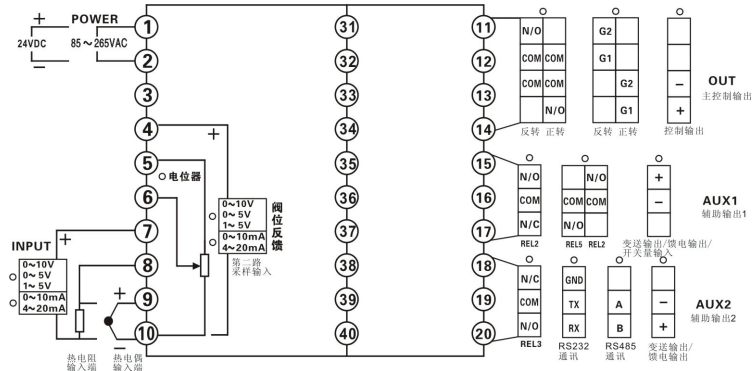 + POWER
24VDC 85～265VAC
−
1
2
3
4
5
6
7
8
9
10
+
电位器
0~10V
0~ 5V
1~ 5V
0~10mA
4~20mA
阀位反馈
第二路
采样输入
INPUT
+
0~10V
0~ 5V
1~ 5V
0~10mA
4~20mA
+
−
热电阻
输入端
热电偶
输入端
31
32
33
34
35
36
37
38
39
40
11
12
13
14
15
16
17
18
19
20
N/O
COM COM
COM COM
N/O
反转 正转
G2
G1
G2
G1
反转 正转
−
+
控制输出
OUT
主控制输出
N/O
COM
N/C
REL2
N/O
COM COM
N/O
REL5 REL2
+
−
变送输出/馈电输出/
开关量输入
AUX1
辅助输出1
N/C
COM
N/O
REL3
GND
TX
RX
RS232
通讯
A
B
RS485
通讯
−
+
变送输出/
馈电输出
AUX2
辅助输出2